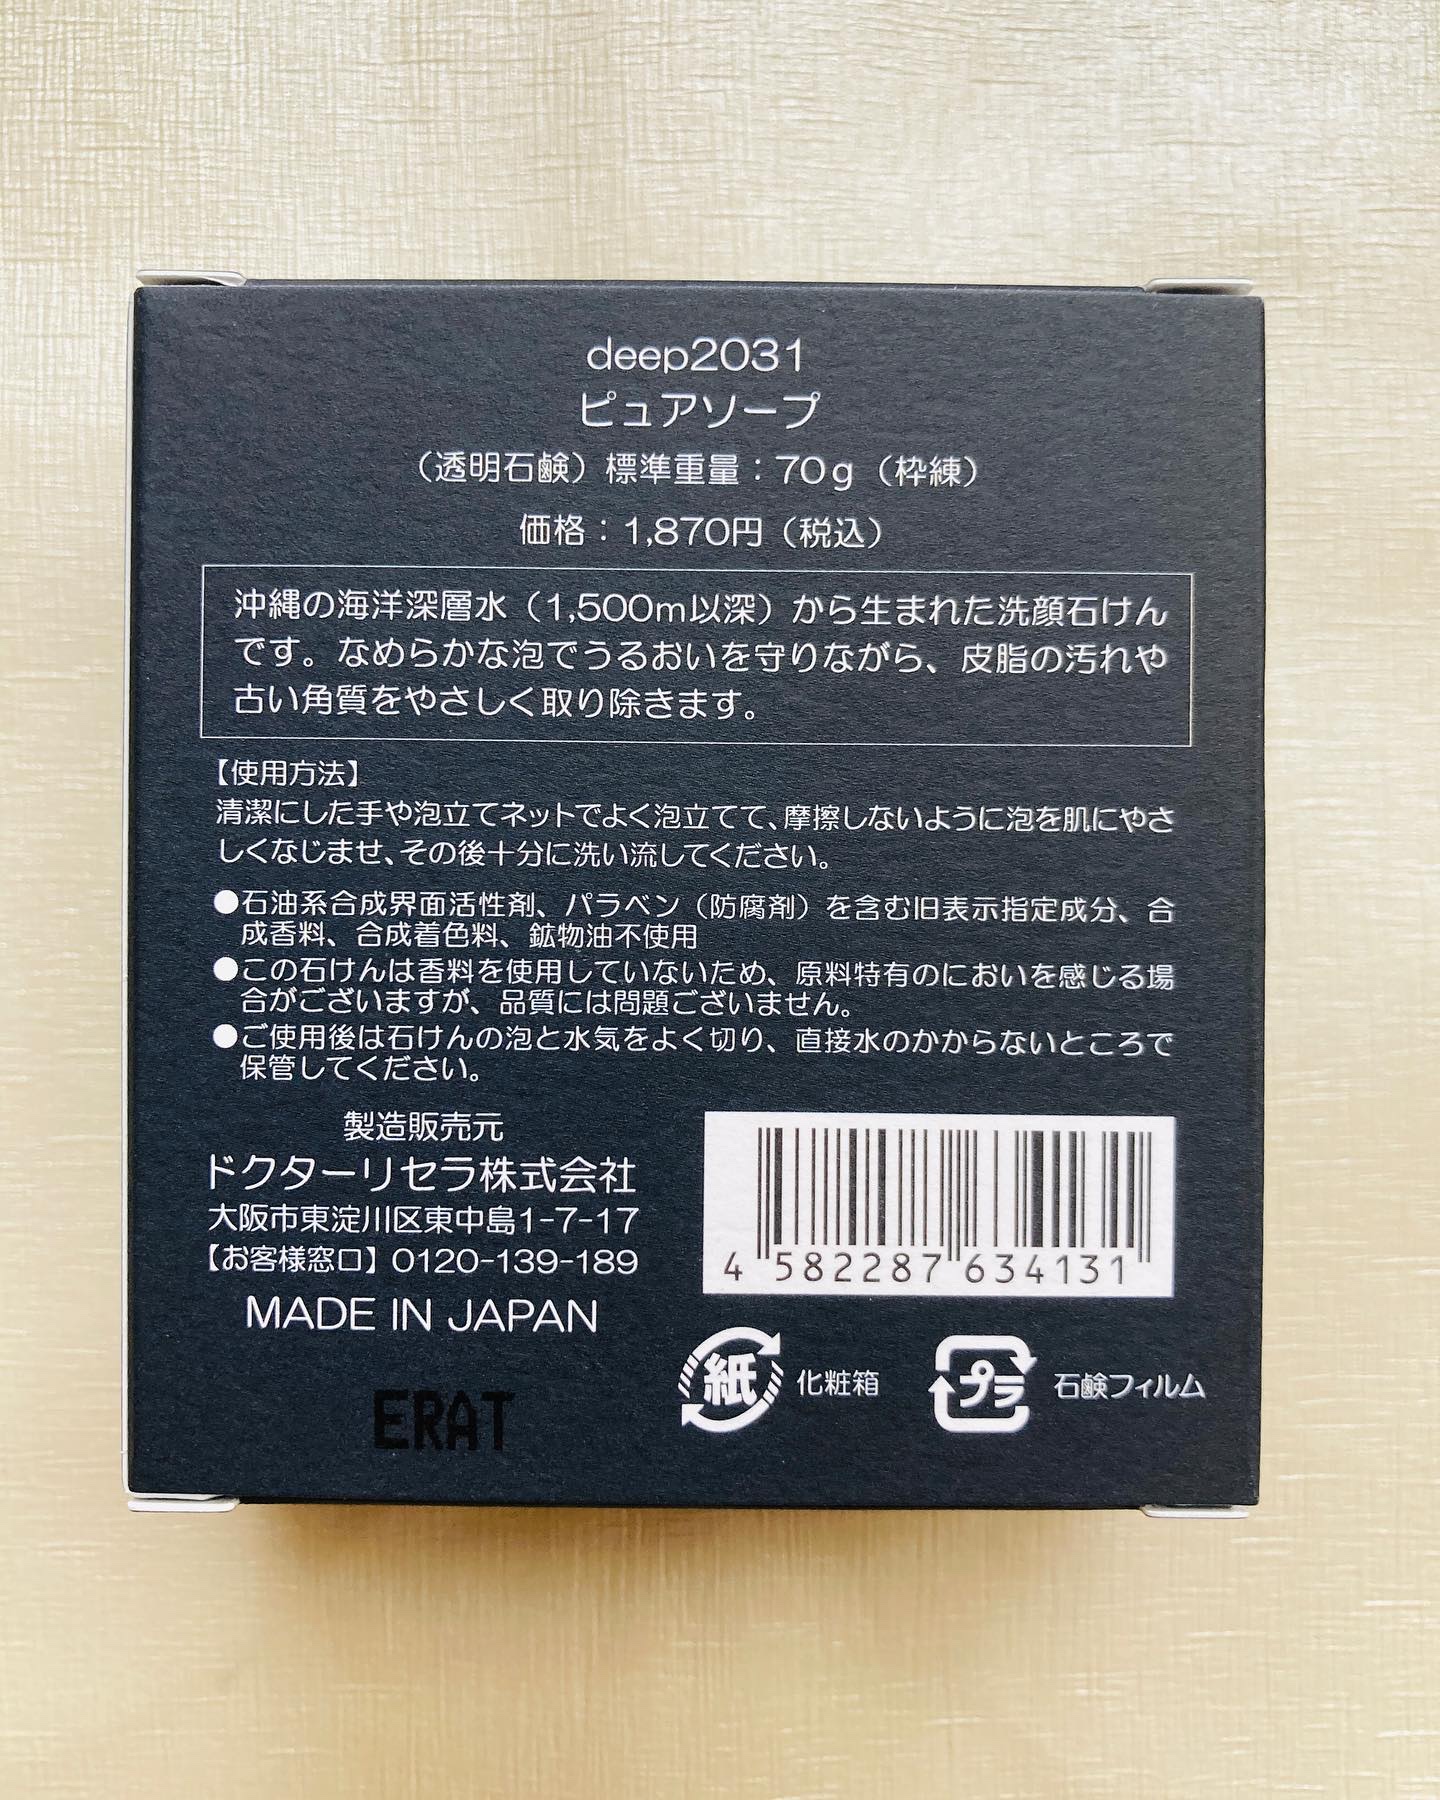 deep2031
ピュアソープ
（透明石鹸）標準重量：70g（枠練）
価格：1,870円（税込）
沖縄の海洋深層水（1,500m以深）から生まれた洗顔石けん
です。なめらかな泡でうるおいを守りながら、皮脂の汚れや
古い角質をやさしく取り除きます。
【使用方法】
清潔にした手や泡立てネットでよく泡立てて、摩擦しないように泡を肌にやさ
しくなじませ、その後十分に洗い流してください。
●石油系合成界面活性剤、パラベン（防腐剤）を含む旧表示指定成分、合
成香料、合成着色料、鉱物油不使用
●この石けんは香料を使用していないため、原料特有のにおいを感じる場
合がございますが、品質には問題ございません。
●ご使用後は石けんの泡と水気をよく切り、直接水のかからないところで
保管してください。
製造販売元
ドクターリセラ株式会社
大阪市東淀川区東中島1-7-17
【お客様窓口】0120-139-189
MADE IN JAPAN
4 582287 634131
紙 化粧箱
プラ 石鹸フィルム
ERAT